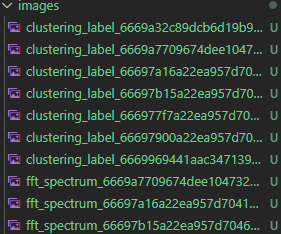 images
clustering_label_6669a32c89dcb6d19b9... U
clustering_label_6669a7709674dee1047... U
clustering_label_66697a16a22ea957d70... U
clustering_label_66697b15a22ea957d70... U
clustering_label_666977f7a22ea957d70... U
clustering_label_66697900a22ea957d70... U
clustering_label_6669969441aac347139... U
fft_spectrum_6669a7709674dee104732... U
fft_spectrum_66697a16a22ea957d7041... U
fft_spectrum_66697b15a22ea957d7046... U